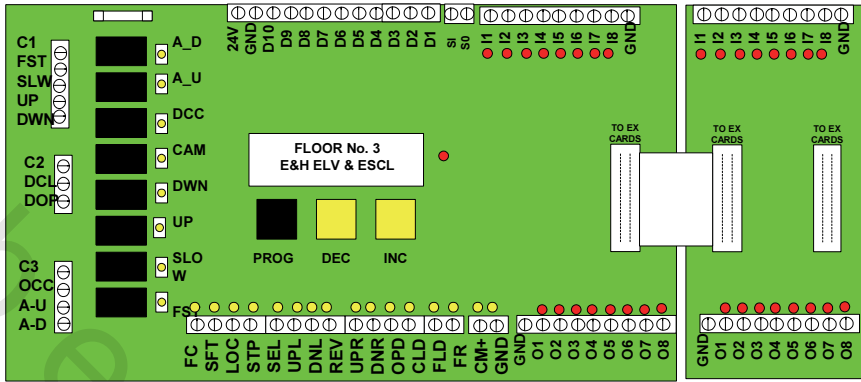 C1
FST
SLW
UP
DWN
C2
DCL
DOP
C3
OCC
A-U
A-D
A_D
A_U
DCC
CAM
DWN
UP
SLO
W
FST
24V
GND
D10
D9
D8
D7
D6
D5
D4
D3
D2
D1
SI
S0
I1
I2
I3
I4
I5
I6
I7
I8
GND
FLOOR No. 3
E&H ELV & ESCL
PROG
DEC
INC
TO EX
CARDS
FC
SFT
LOC
STP
SEL
UPL
DNL
REV
UPR
DNR
OPD
CLD
FLD
FR
CM+
GND
GND
O1
O2
O3
O4
O5
O6
O7
O8
I1
I2
I3
I4
I5
I6
I7
I8
GND
TO EX
CARDS
TO EX
CARDS
GND
O1
O2
O3
O4
O5
O6
O7
O8